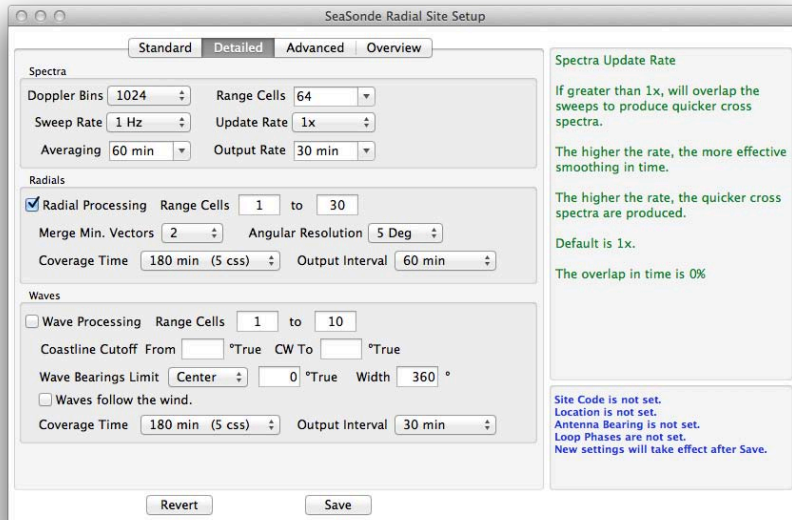 SeaSonde Radial Site Setup
Standard Detailed Advanced Overview
Spectra
Doppler Bins 1024 Range Cells 64
Sweep Rate 1 Hz Update Rate 1x
Averaging 60 min Output Rate 30 min
Radials
Radial Processing Range Cells 1 to 30
Merge Min. Vectors 2 Angular Resolution 5 Deg
Coverage Time 180 min (5 css) Output Interval 60 min
Waves
Wave Processing Range Cells 1 to 10
Coastline Cutoff From °True CW To °True
Wave Bearings Limit Center 0 °True Width 360 °
Waves follow the wind.
Coverage Time 180 min (5 css) Output Interval 30 min
Revert Save
Spectra Update Rate
If greater than 1x, will overlap the
sweeps to produce quicker cross
spectra.
The higher the rate, the more effective
smoothing in time.
The higher the rate, the quicker cross
spectra are produced.
Default is 1x.
The overlap in time is 0%
Site Code is not set.
Location is not set.
Antenna Bearing is not set.
Loop Phases are not set.
New settings will take effect after Save.